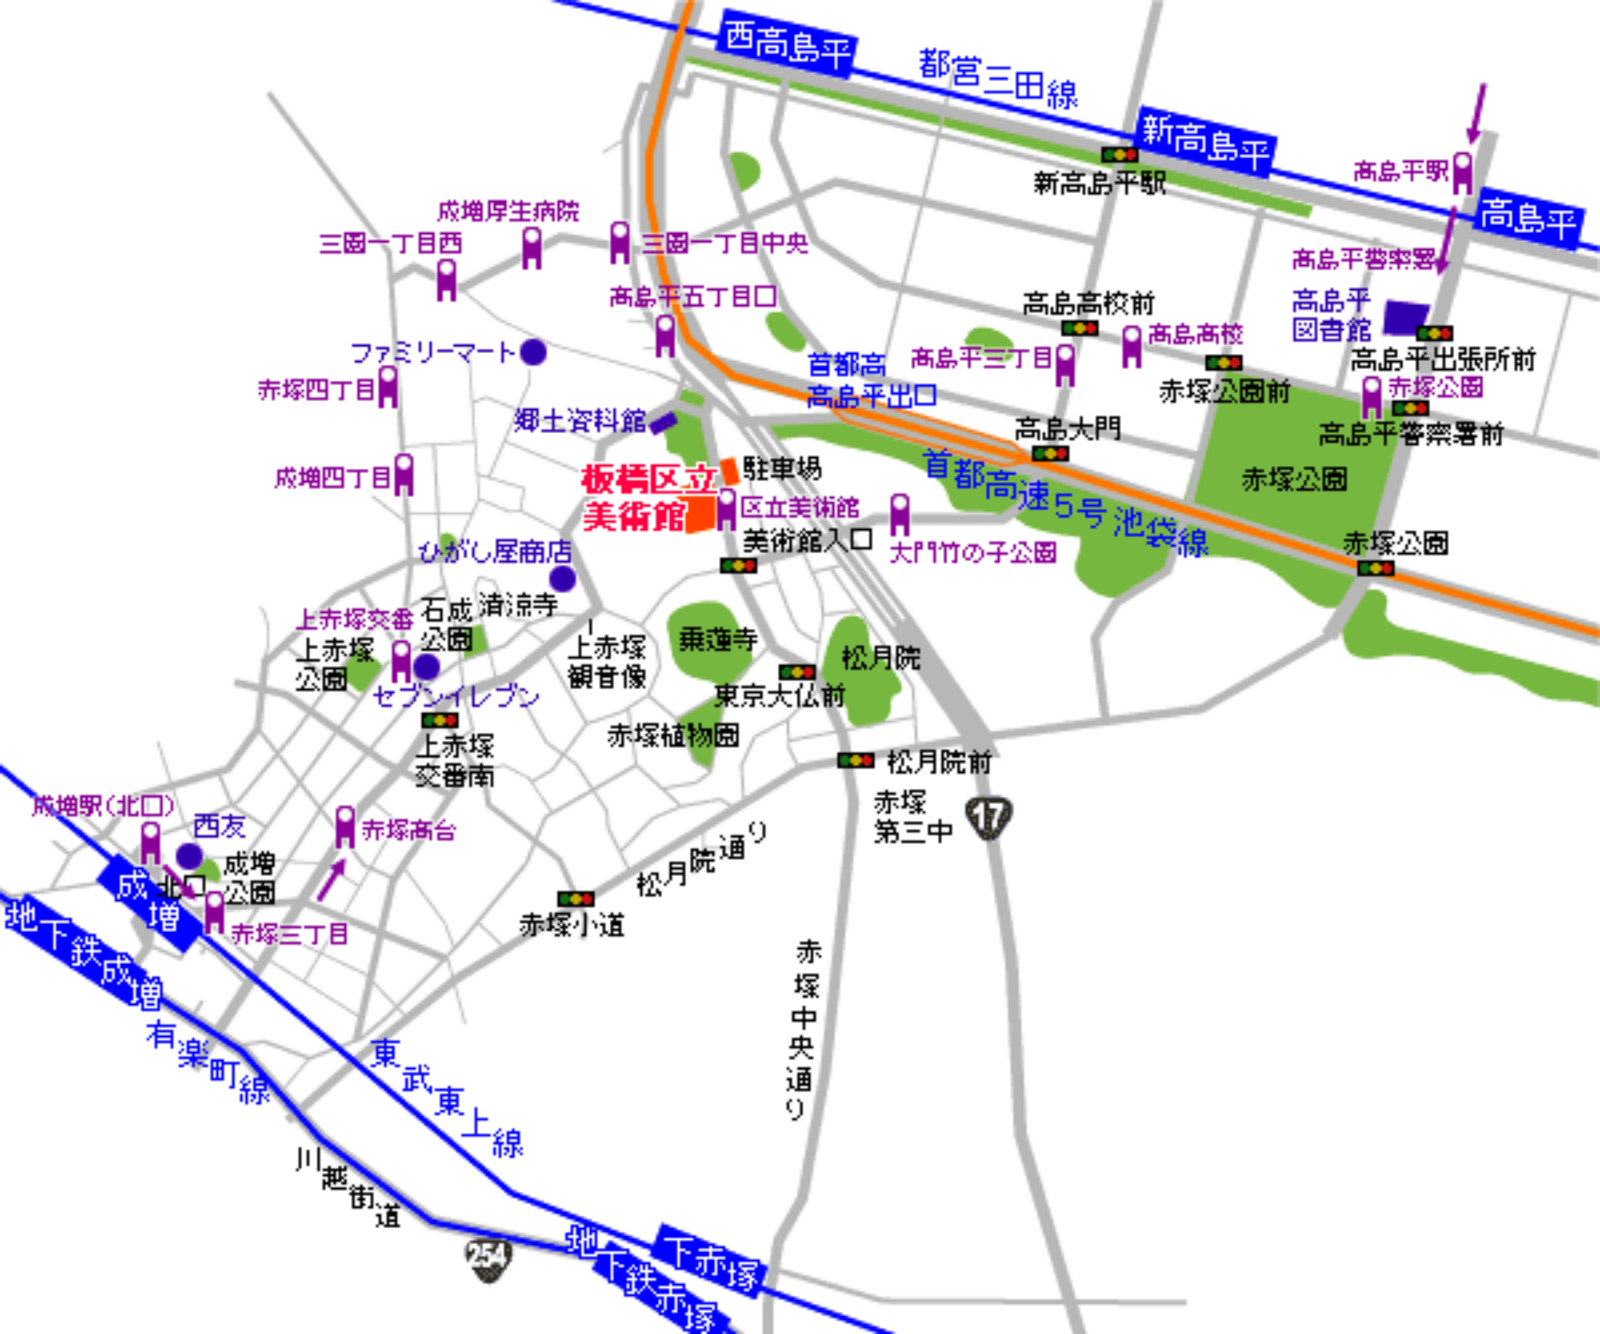 西高島平
都営三田線
新高島平
新高島平駅
高島平駅
高島平
成増厚生病院
三園一丁目西
三園一丁目中央
高島平警察署
高島平五丁目
高島高校前
高島平
図書館
高島高校
ファミリーマート
首都高
高島平出口
高島平三丁目
高島平出張所前
赤塚四丁目
赤塚公園前
赤塚公園
郷土資料館
高島大門
高島平警察署前
板橋区立
美術館
駐車場
首都高速5号池袋線
赤塚公園
成増四丁目
区立美術館
美術館入口
大門竹の子公園
赤塚公園
ひがし屋商店
石成
公園
清涼寺
上赤塚交番
上赤塚
公園
上赤塚
観音像
乗蓮寺
松月院
セブンイレブン
東京大仏前
上赤塚
交番南
赤塚植物園
松月院前
成増駅(北口)
西友
赤塚高台
赤塚
第三中
17
成増
公園
北口
成増
松月院通り
赤塚三丁目
赤塚小道
地下鉄成増
赤塚中央通り
有楽町線
東武東上線
川越街道
254
下赤塚
地下鉄赤塚